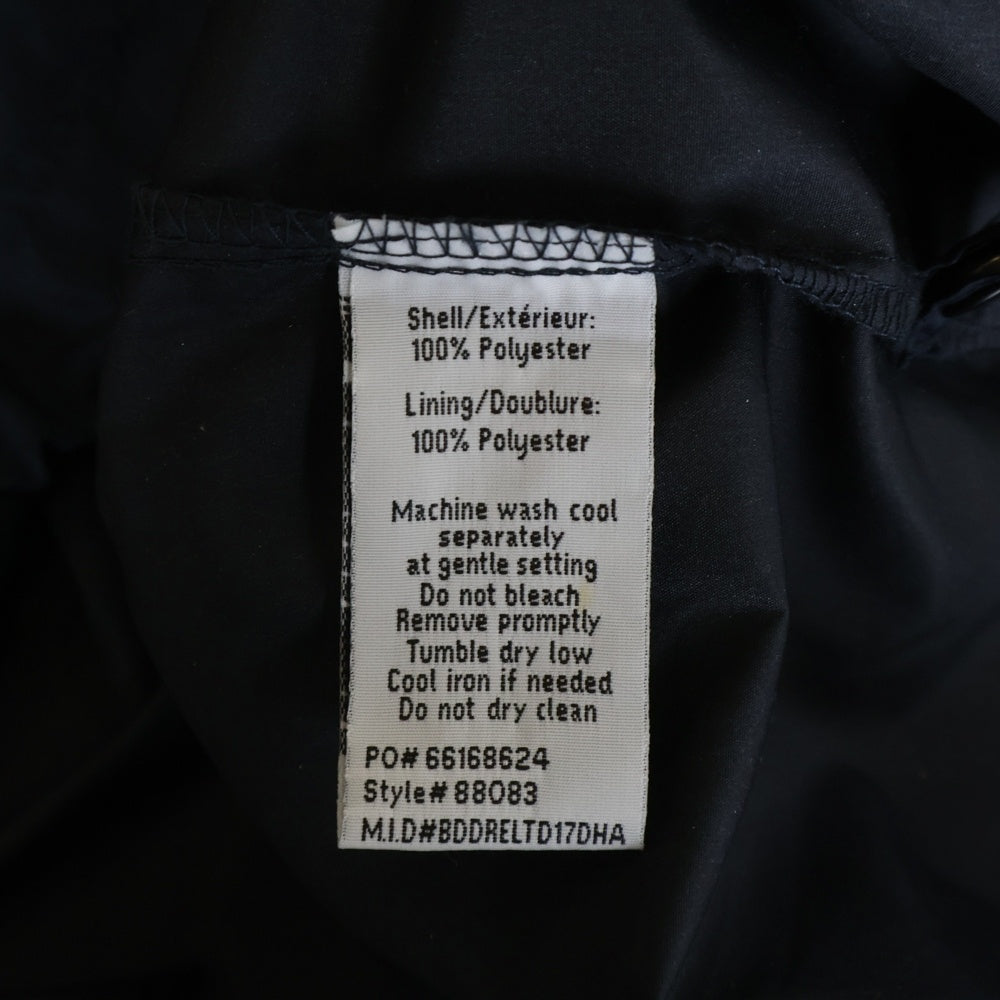 Shell/Extérieur:
100% Polyester
Lining/Doublure:
100% Polyester
Machine wash cool
separately
at gentle setting
Do not bleach
Remove promptly
Tumble dry low
Cool iron if needed
Do not dry clean
PO# 66168624
Style# 88083
M.I.D#BDDRELTD17DHA